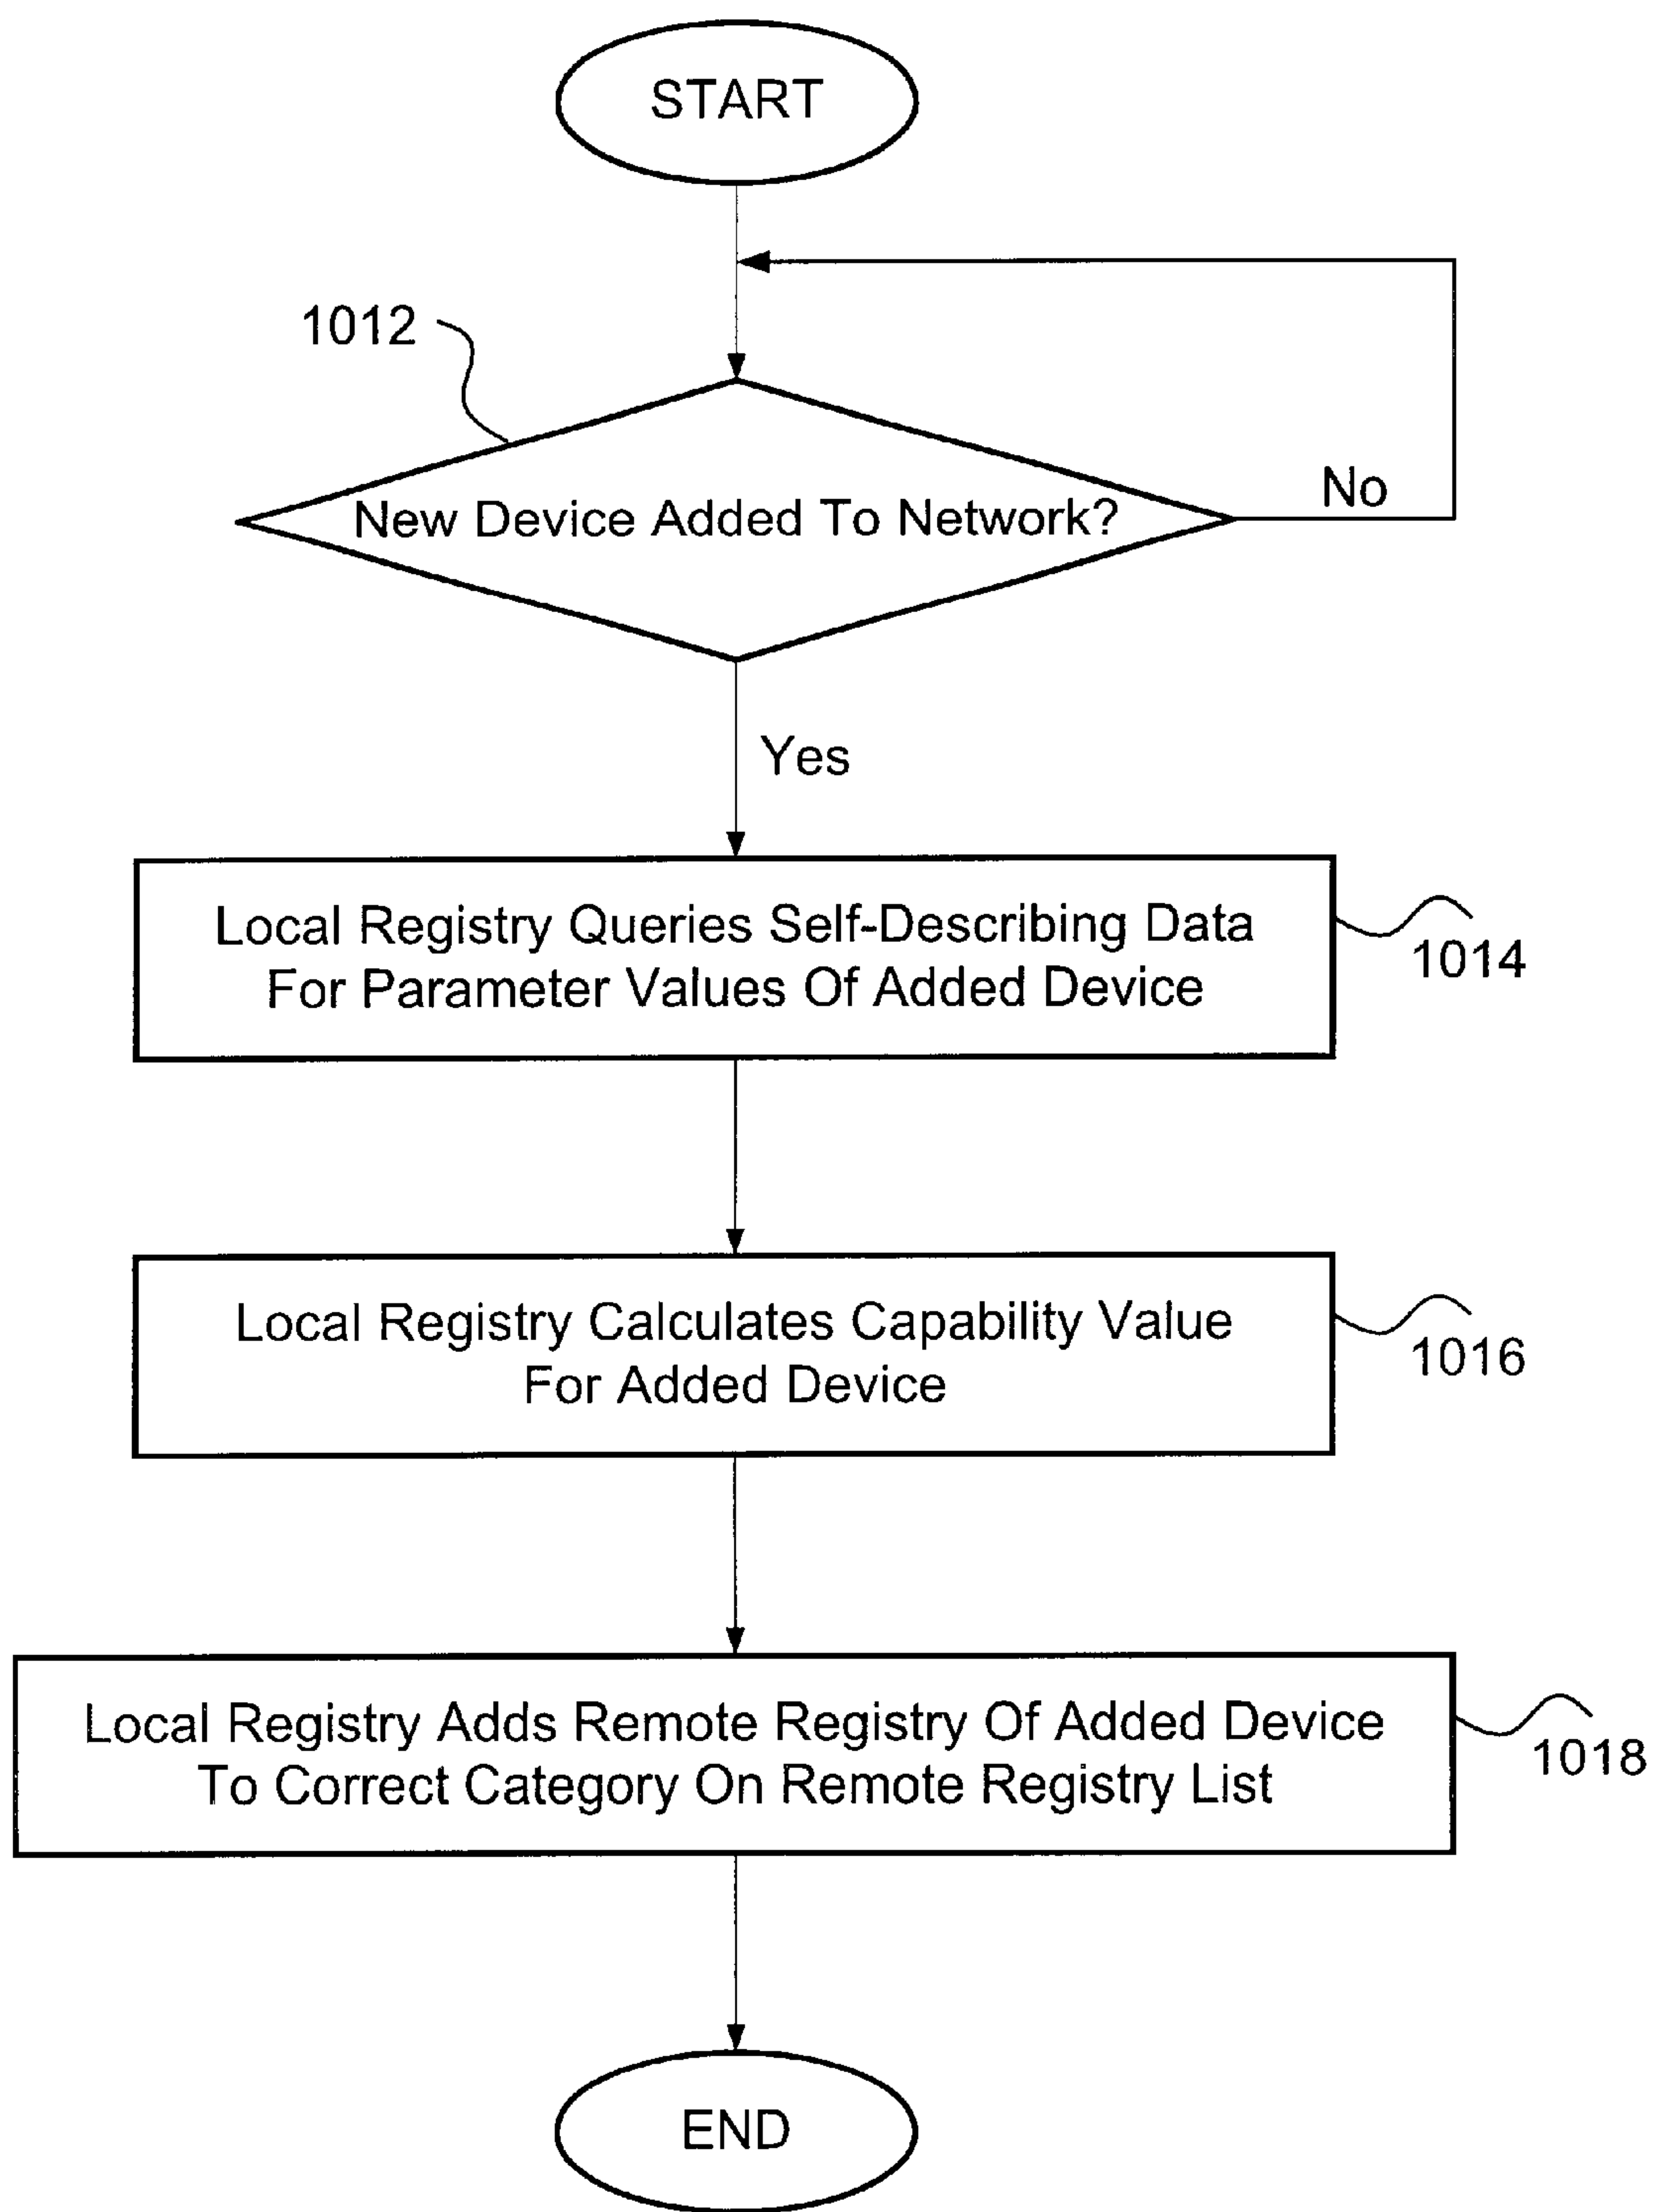 START
1012
New Device Added To Network?
No
Yes
Local Registry Queries Self-Describing Data
For Parameter Values Of Added Device
1014
Local Registry Calculates Capability Value
For Added Device
1016
Local Registry Adds Remote Registry Of Added Device
To Correct Category On Remote Registry List
1018
END